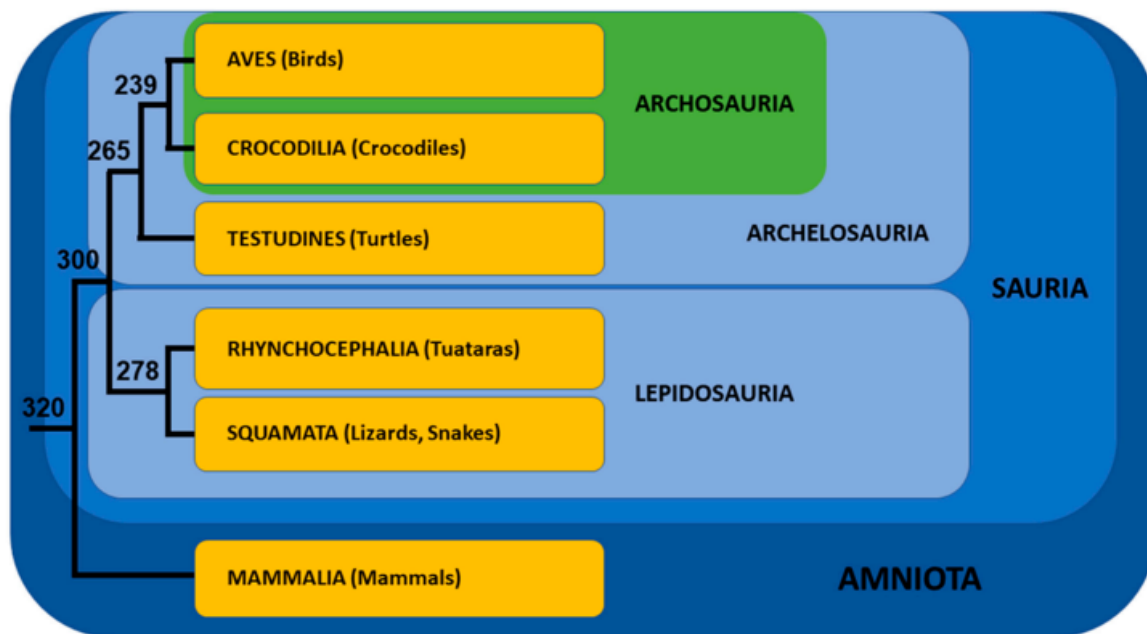 AVES (Birds)
239
ARCHOSAURIA
CROCODILIA (Crocodiles)
265
TESTUDINES (Turtles)
ARCHELOSAURIA
300
SAURIA
RHYNCHOCEPHALIA (Tuataras)
278
LEPIDOSAURIA
320
SQUAMATA (Lizards, Snakes)
MAMMALIA (Mammals)
AMNIOTA